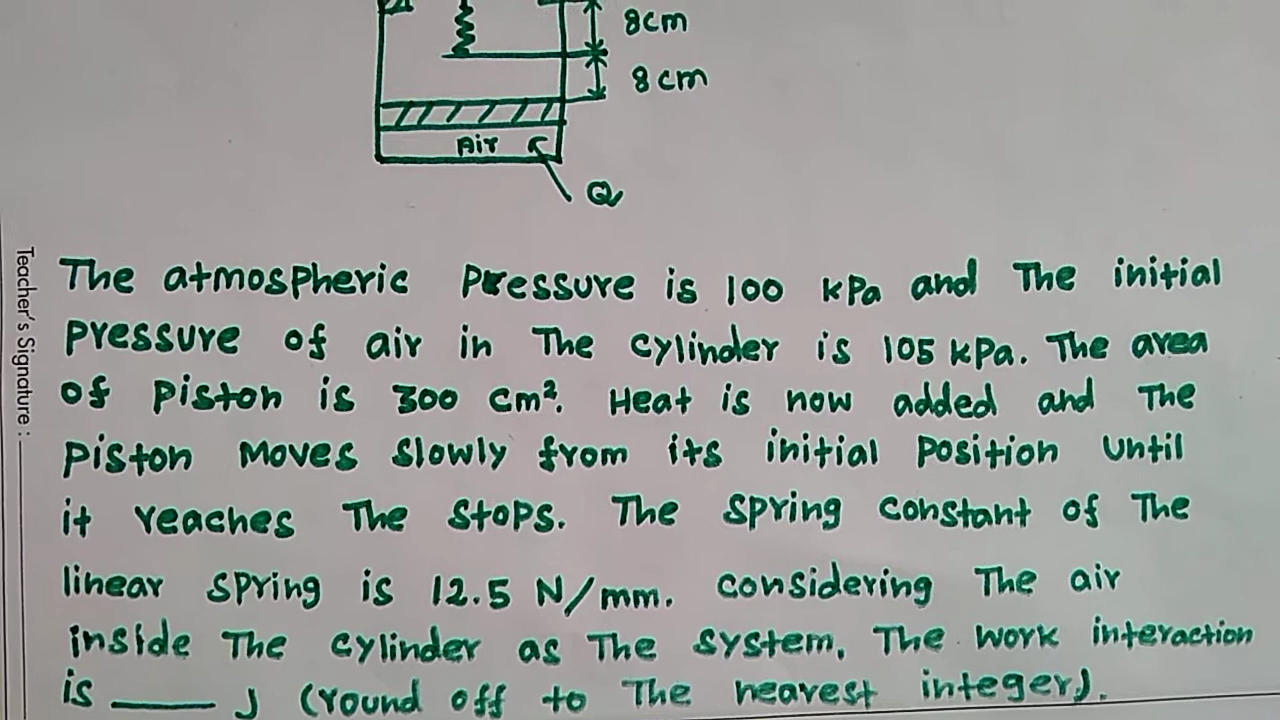 8cm
8 cm
Air
Q
Teacher's Signature :
The atmospheric pressure is 100 kPa and The initial
pressure of air in The cylinder is 105 kPa. The area
of piston is 300 cm². Heat is now added and The
piston moves slowly from its initial position until
it reaches The stops. The spring constant of The
linear spring is 12.5 N/mm. considering The air
inside The cylinder as The system, The work interaction
is ____ J (round off to The nearest integer).